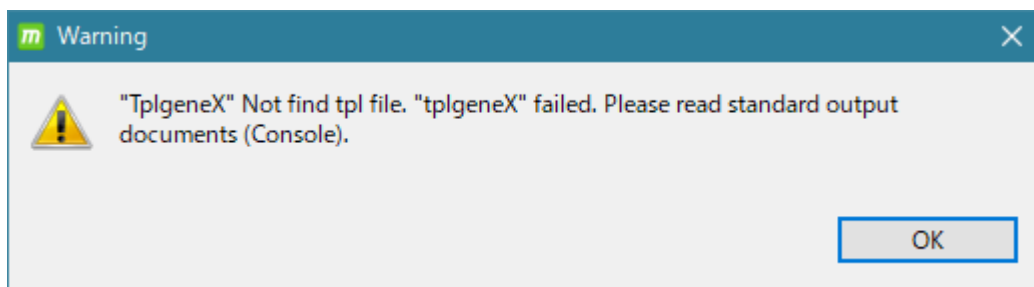 m Warning
"TplgeneX" Not find tpl file. "tplgeneX" failed. Please read standard output
documents (Console).
OK